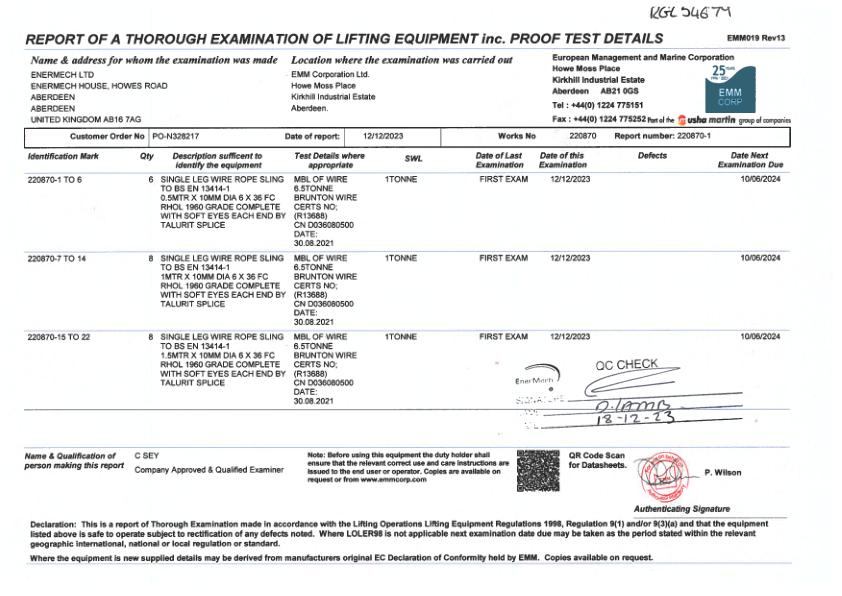 RGL 54679
REPORT OF A THOROUGH EXAMINATION OF LIFTING EQUIPMENT inc. PROOF TEST DETAILS
EMM019 Rev13
Name & address for whom the examination was made
ENERMECH LTD
ENERMECH HOUSE, HOWES ROAD
ABERDEEN
ABERDEEN
UNITED KINGDOM AB16 7AG
Location where the examination was carried out
EMM Corporation Ltd.
Howe Moss Place
Kirkhill Industrial Estate
Aberdeen.
European Management and Marine Corporation
Howe Moss Place
Kirkhill Industrial Estate
Aberdeen AB21 0GS
Tel : +44(0) 1224 775151
Fax : +44(0) 1224 775252 Part of the usha martin group of companies
25 YEARS
EMM
CORP
Customer Order No PO-N328217 Date of report: 12/12/2023 Works No 220870 Report number: 220870-1
Identification Mark Qty Description sufficent to identify the equipment Test Details where appropriate SWL Date of Last Examination Date of this Examination Defects Date Next Examination Due
220870-1 TO 6 6 SINGLE LEG WIRE ROPE SLING MBL OF WIRE 1TONNE FIRST EXAM 12/12/2023 10/06/2024
TO BS EN 13414-1 6.5TONNE
0.5MTR X 10MM DIA 6 X 36 FC BRUNTON WIRE
RHOL 1960 GRADE COMPLETE CERTS NO;
WITH SOFT EYES EACH END BY (R13688)
TALURIT SPLICE CN D036080500
DATE:
30.08.2021
220870-7 TO 14 8 SINGLE LEG WIRE ROPE SLING MBL OF WIRE 1TONNE FIRST EXAM 12/12/2023 10/06/2024
TO BS EN 13414-1 6.5TONNE
1MTR X 10MM DIA 6 X 36 FC BRUNTON WIRE
RHOL 1960 GRADE COMPLETE CERTS NO;
WITH SOFT EYES EACH END BY (R13688)
TALURIT SPLICE CN D036080500
DATE:
30.08.2021
220870-15 TO 22 8 SINGLE LEG WIRE ROPE SLING MBL OF WIRE 1TONNE FIRST EXAM 12/12/2023 10/06/2024
TO BS EN 13414-1 6.5TONNE
1.5MTR X 10MM DIA 6 X 36 FC BRUNTON WIRE
RHOL 1960 GRADE COMPLETE CERTS NO;
WITH SOFT EYES EACH END BY (R13688)
TALURIT SPLICE CN D036080500
DATE:
30.08.2021
EnerMech
QC CHECK
SIGNATURE
D. LAMB
18-12-23
Name & Qualification of
person making this report
C SEY
Company Approved & Qualified Examiner
Note: Before using this equipment the duty holder shall
ensure that the relevant correct use and care instructions are
issued to the end user or operator. Copies are available on
request or from www.emmcorp.com
QR Code Scan
for Datasheets.
P. Wilson
Authenticating Signature
Declaration: This is a report of Thorough Examination made in accordance with the Lifting Operations Lifting Equipment Regulations 1998, Regulation 9(1) and/or 9(3)(a) and that the equipment
listed above is safe to operate subject to rectification of any defects noted. Where LOLER98 is not applicable next examination date due may be taken as the period stated within the relevant
geographic international, national or local regulation or standard.
Where the equipment is new supplied details may be derived from manufacturers original EC Declaration of Conformity held by EMM. Copies available on request.